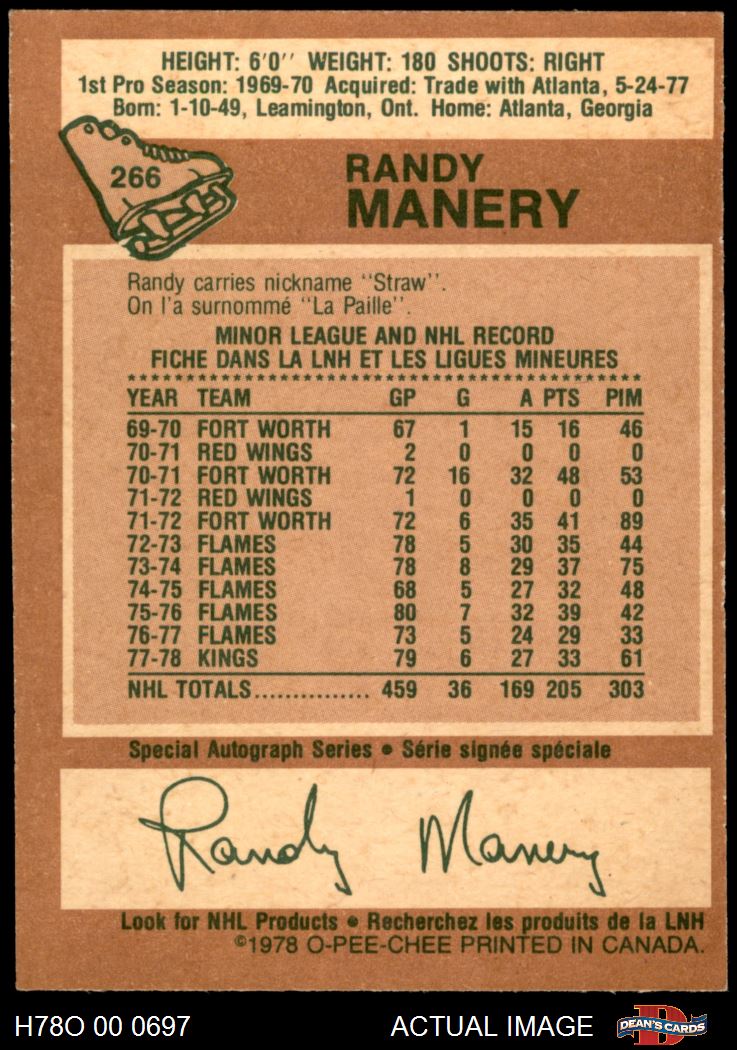 HEIGHT: 6'0'' WEIGHT: 180 SHOOTS: RIGHT
1st Pro Season: 1969-70 Acquired: Trade with Atlanta, 5-24-77
Born: 1-10-49, Leamington, Ont. Home: Atlanta, Georgia
266
RANDY
MANERY
Randy carries nickname ''Straw''.
On l'a surnommé ''La Paille''.
MINOR LEAGUE AND NHL RECORD
FICHE DANS LA LNH ET LES LIGUES MINEURES
YEAR TEAM GP G A PTS PIM
69-70 FORT WORTH 67 1 15 16 46
70-71 RED WINGS 2 0 0 0 0
70-71 FORT WORTH 72 16 32 48 53
71-72 RED WINGS 1 0 0 0 0
71-72 FORT WORTH 72 6 35 41 89
72-73 FLAMES 78 5 30 35 44
73-74 FLAMES 78 8 29 37 75
74-75 FLAMES 68 5 27 32 48
75-76 FLAMES 80 7 32 39 42
76-77 FLAMES 73 5 24 29 33
77-78 KINGS 79 6 27 33 61
NHL TOTALS............... 459 36 169 205 303
Special Autograph Series • Série signée spéciale
Randy Manery
Look for NHL Products • Recherchez les produits de la LNH
©1978 O-PEE-CHEE PRINTED IN CANADA.
H78O 00 0697 ACTUAL IMAGE D DEAN'S CARDS